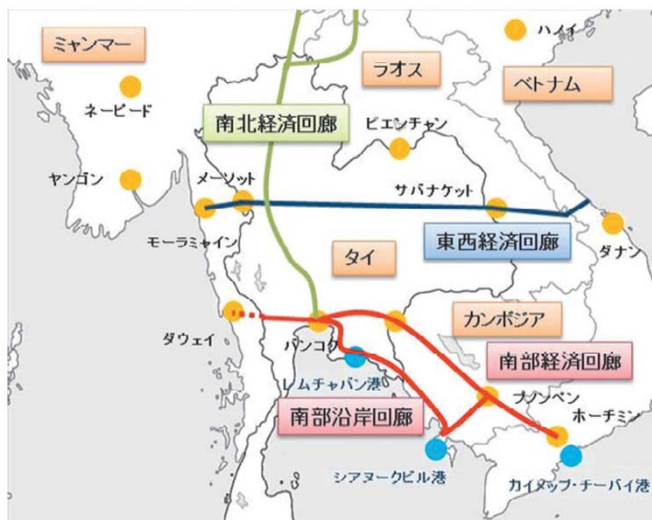 ミャンマー
ハノイ
ラオス
ベトナム
ネーピード
南北経済回廊
ビエンチャン
ヤンゴン
メーソット
サバナケット
モーラミャイン
東西経済回廊
ダナン
タイ
カンボジア
ダウェイ
バンコク
レムチャバン港
南部経済回廊
プノンペン
南部沿岸回廊
ホーチミン
シアヌークビル港
カイメップ・チーバイ港